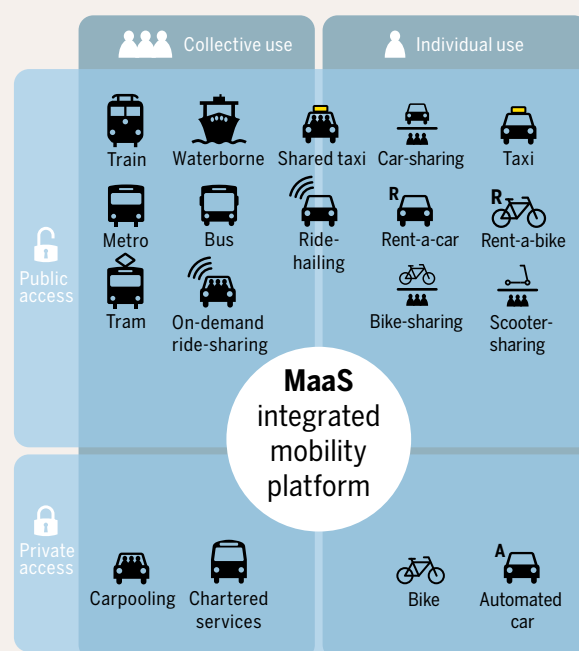 Collective use
Individual use
Public
access
Train
Waterborne
Shared taxi
Car-sharing
Taxi
Metro
Bus
Ride-
hailing
R
Rent-a-car
R
Rent-a-bike
Tram
On-demand
ride-sharing
Bike-sharing
Scooter-
sharing
MaaS
integrated
mobility
platform
Private
access
Carpooling
Chartered
services
Bike
A
Automated
car